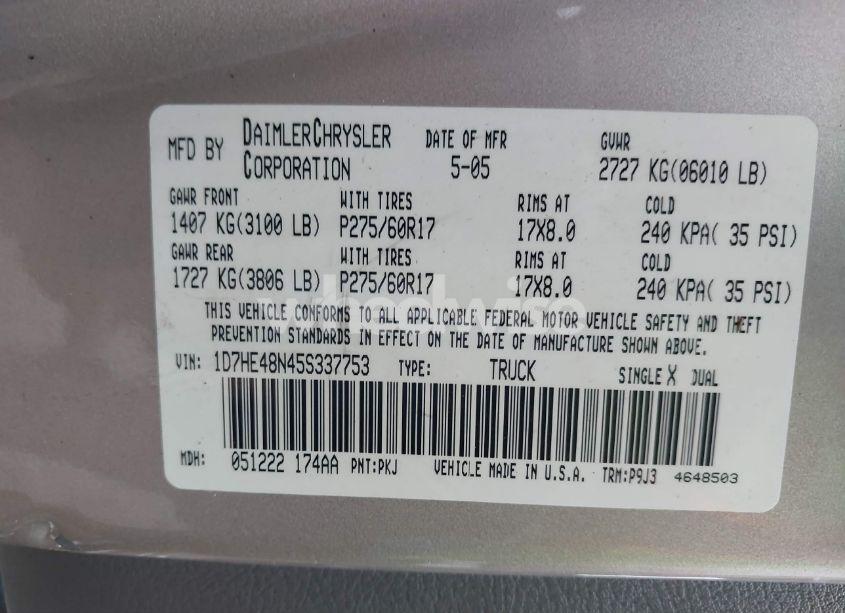 MFD BY DAIMLERCHRYSLER CORPORATION DATE OF MFR 5-05 GVWR 2727 KG(06010 LB)
GAWR FRONT WITH TIRES RIMS AT COLD
1407 KG(3100 LB) P275/60R17 17X8.0 240 KPA( 35 PSI)
GAWR REAR WITH TIRES RIMS AT COLD
1727 KG(3806 LB) P275/60R17 17X8.0 240 KPA( 35 PSI)
THIS VEHICLE CONFORMS TO ALL APPLICABLE FEDERAL MOTOR VEHICLE SAFETY AND THEFT
PREVENTION STANDARDS IN EFFECT ON THE DATE OF MANUFACTURE SHOWN ABOVE.
VIN: 1D7HE48N45S337753 TYPE: TRUCK SINGLE X DUAL
MDH: 051222 174AA PNT:PKJ VEHICLE MADE IN U.S.A. TRM:P9J3 4648503